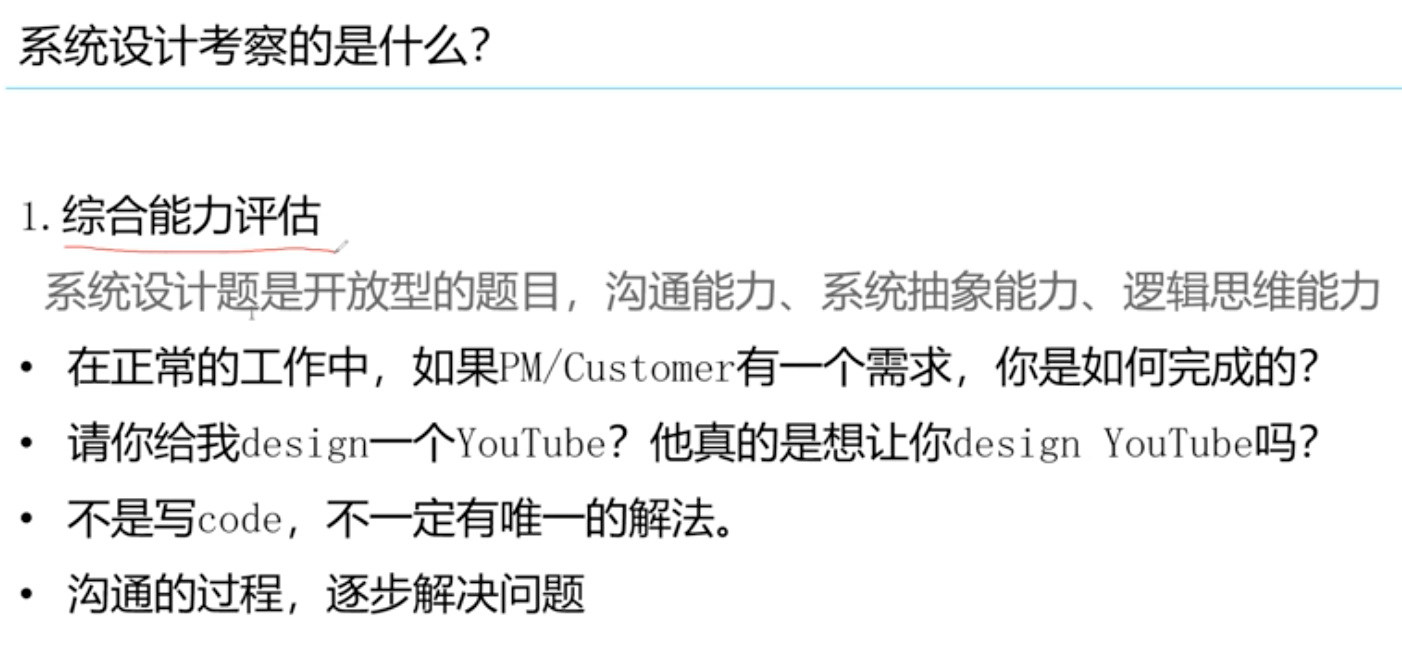 系统设计考察的是什么？
1. 综合能力评估
系统设计题是开放型的题目，沟通能力、系统抽象能力、逻辑思维能力
• 在正常的工作中，如果PM/Customer有一个需求，你是如何完成的？
• 请你给我design一个YouTube？他真的是想让你design YouTube吗？
• 不是写code，不一定有唯一的解法。
• 沟通的过程，逐步解决问题